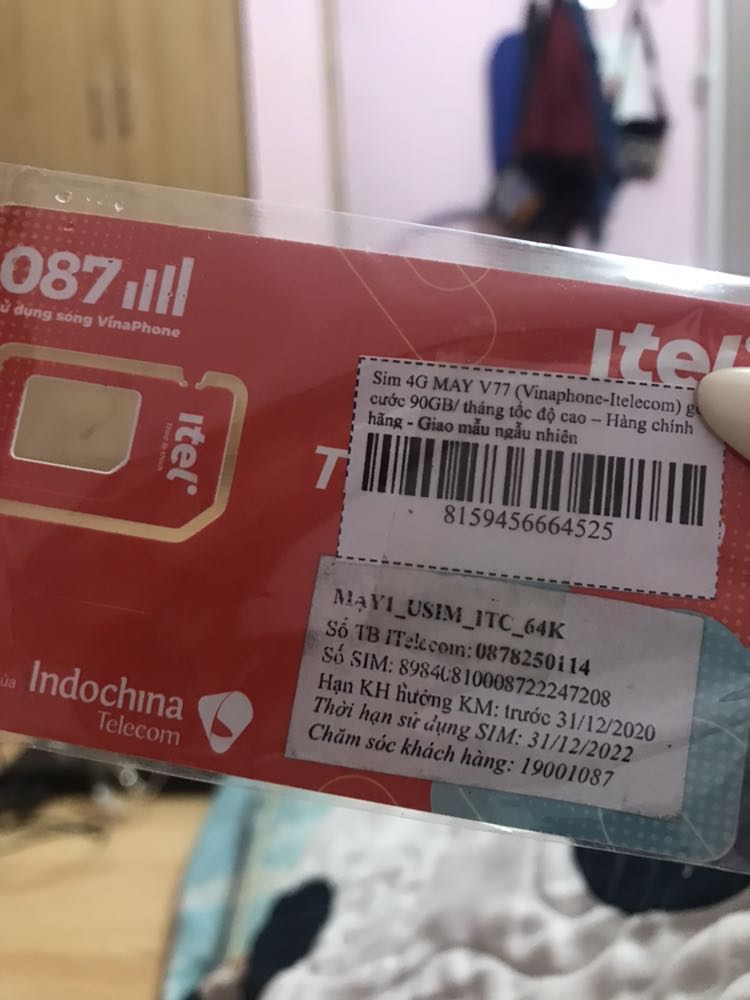 087
sử dụng sóng VinaPhone
Itel
Itel
Sim 4G MAY V77 (Vinaphone-Itelecom)
cước 90GB/ tháng tốc độ cao – Hàng chính
hãng - Giao mẫu ngẫu nhiên
8159456664525
T
MAY1_USIM_ITC_64K
Số TB ITelecom: 0878250114
Số SIM: 89840810008722247208
Hạn KH hưởng KM: trước 31/12/2020
Thời hạn sử dụng SIM: 31/12/2022
Chăm sóc khách hàng: 19001087
của Indochina
Telecom